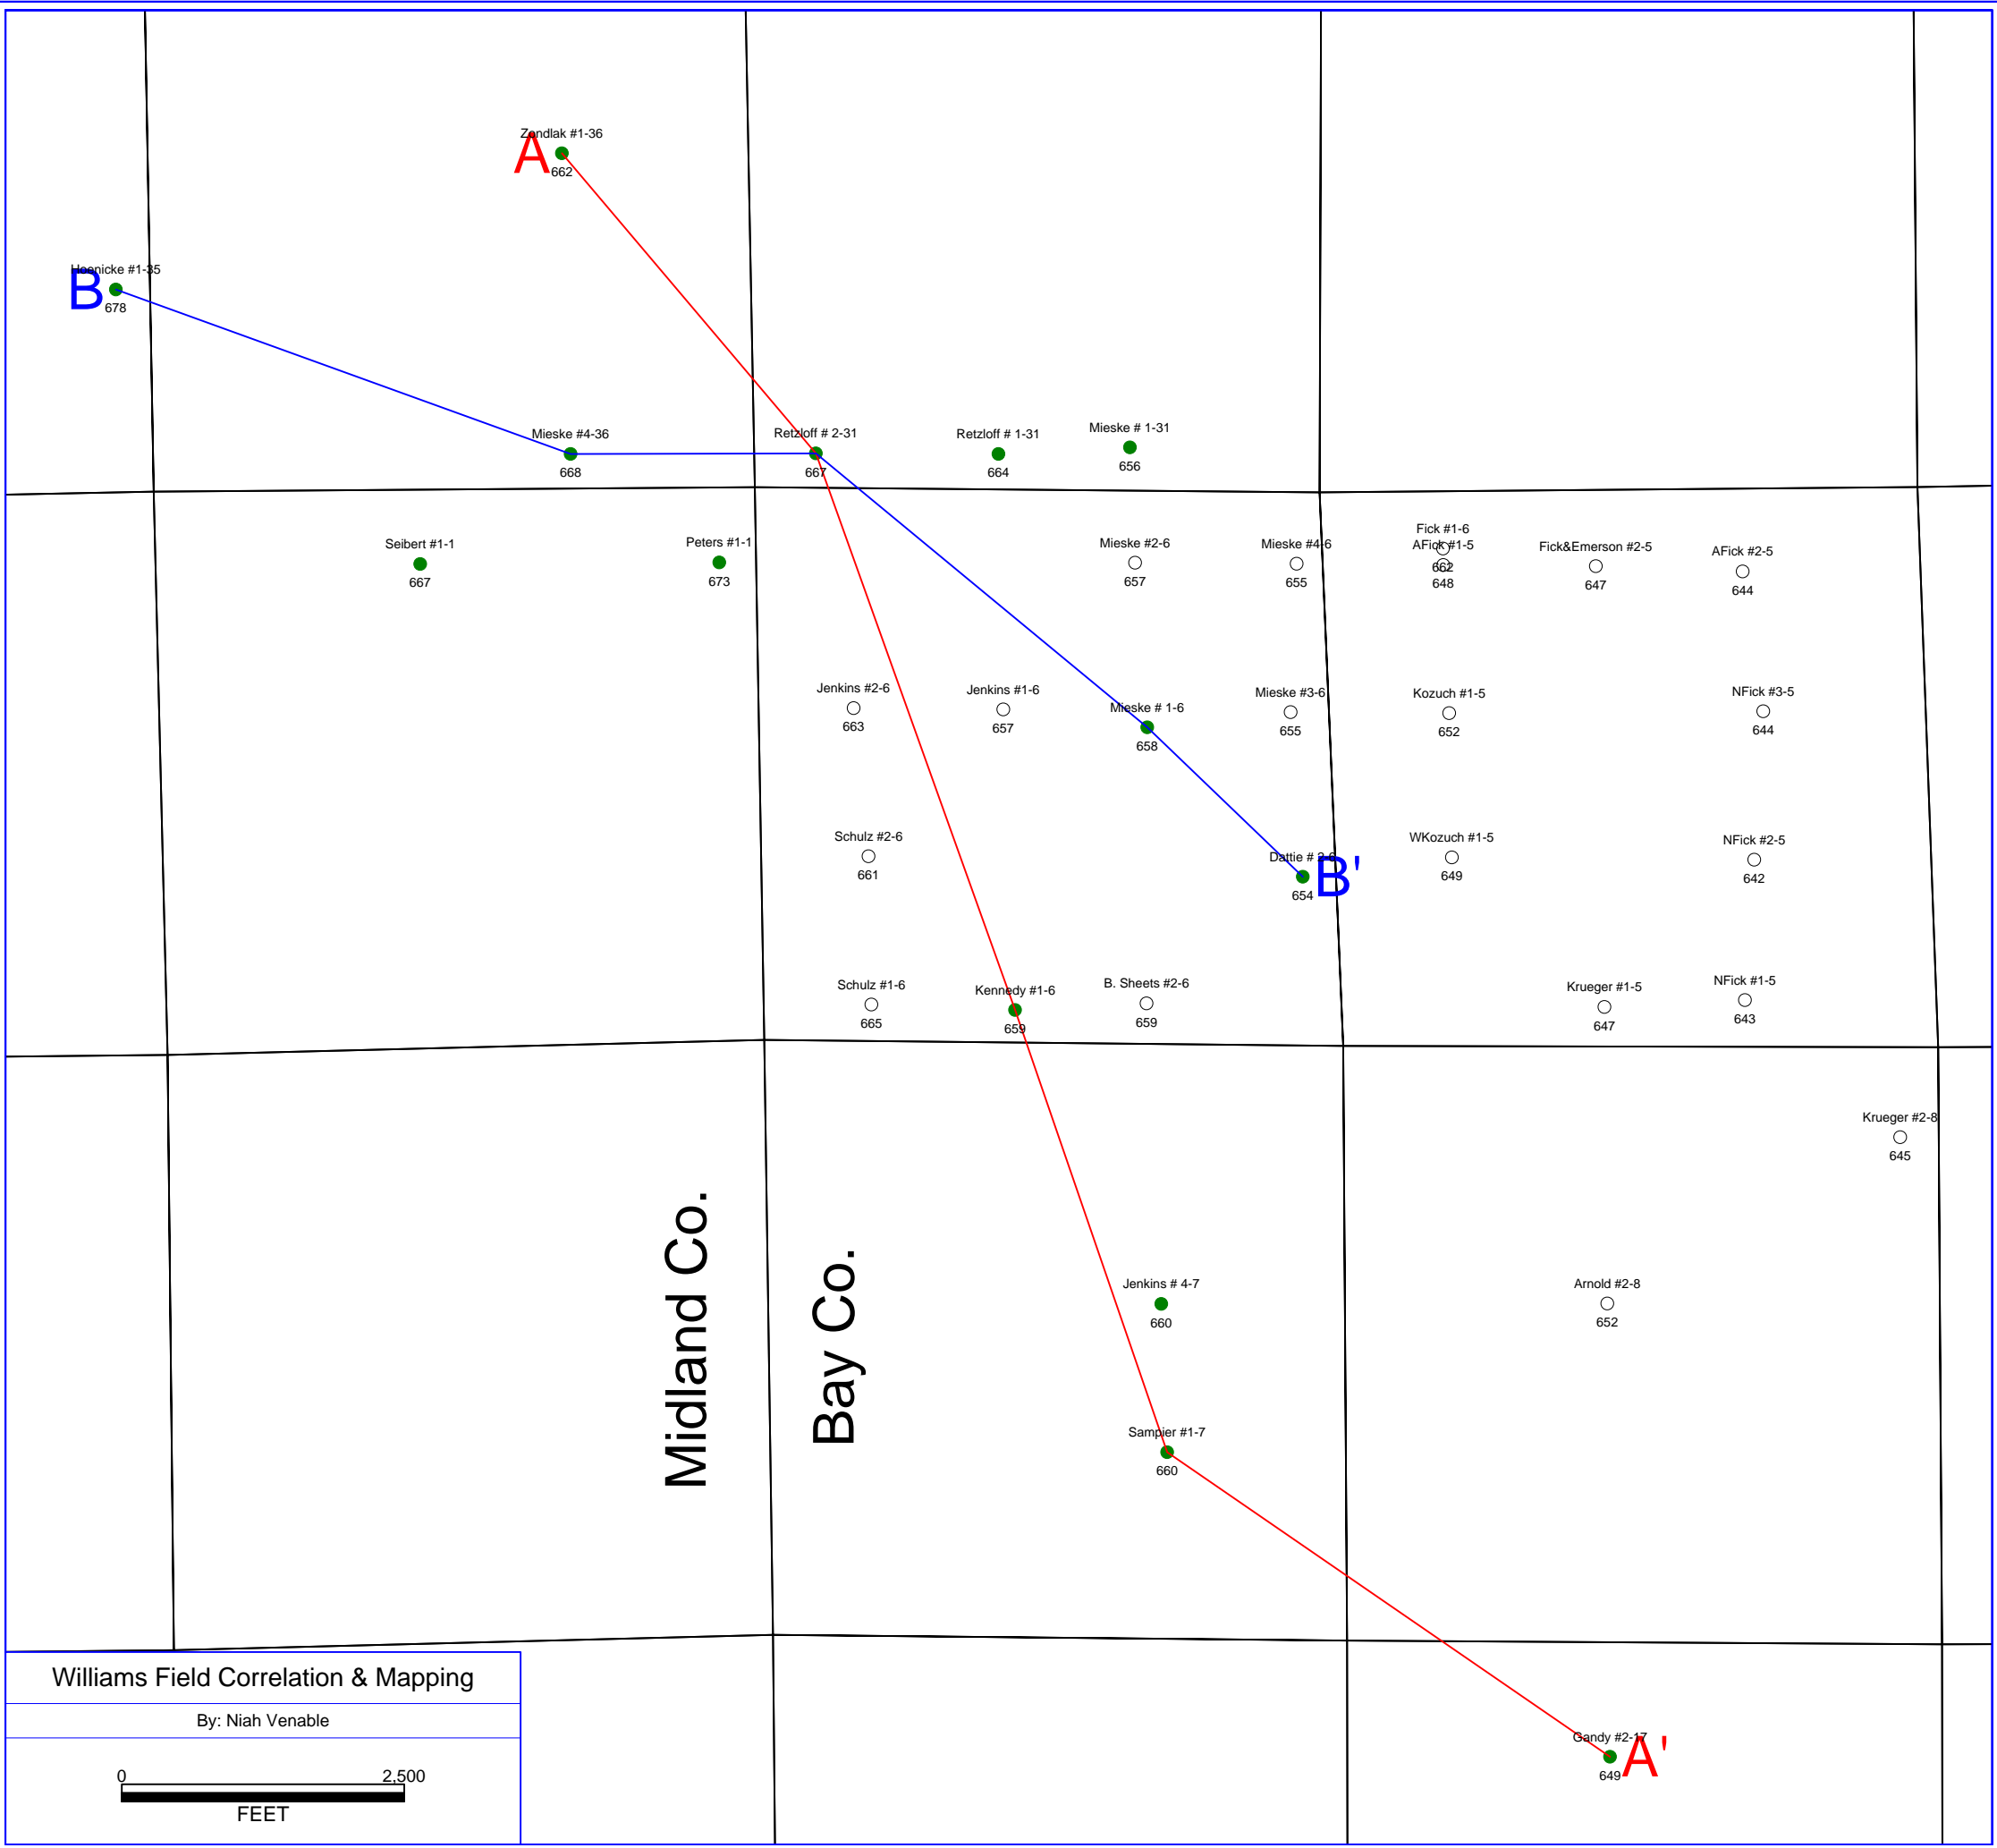 Zondlak #1-36
A
662
Hoenicke #1-35
B
678
Mieske #4-36
668
Retzloff # 2-31
667
Retzloff # 1-31
664
Mieske # 1-31
656
Seibert #1-1
667
Peters #1-1
673
Mieske #2-6
657
Mieske #4-6
655
Fick #1-6
662
AFick #1-5
648
Fick&Emerson #2-5
647
AFick #2-5
644
Jenkins #2-6
663
Jenkins #1-6
657
Mieske # 1-6
658
Mieske #3-6
655
Kozuch #1-5
652
NFick #3-5
644
Schulz #2-6
661
Dattie # 2-6
B'
654
WKozuch #1-5
649
NFick #2-5
642
Schulz #1-6
665
Kennedy #1-6
659
B. Sheets #2-6
659
Krueger #1-5
647
NFick #1-5
643
Krueger #2-8
645
Midland Co.
Bay Co.
Jenkins # 4-7
660
Arnold #2-8
652
Sampier #1-7
660
Gandy #2-17
A'
649
Williams Field Correlation & Mapping
By: Niah Venable
0 2,500
FEET